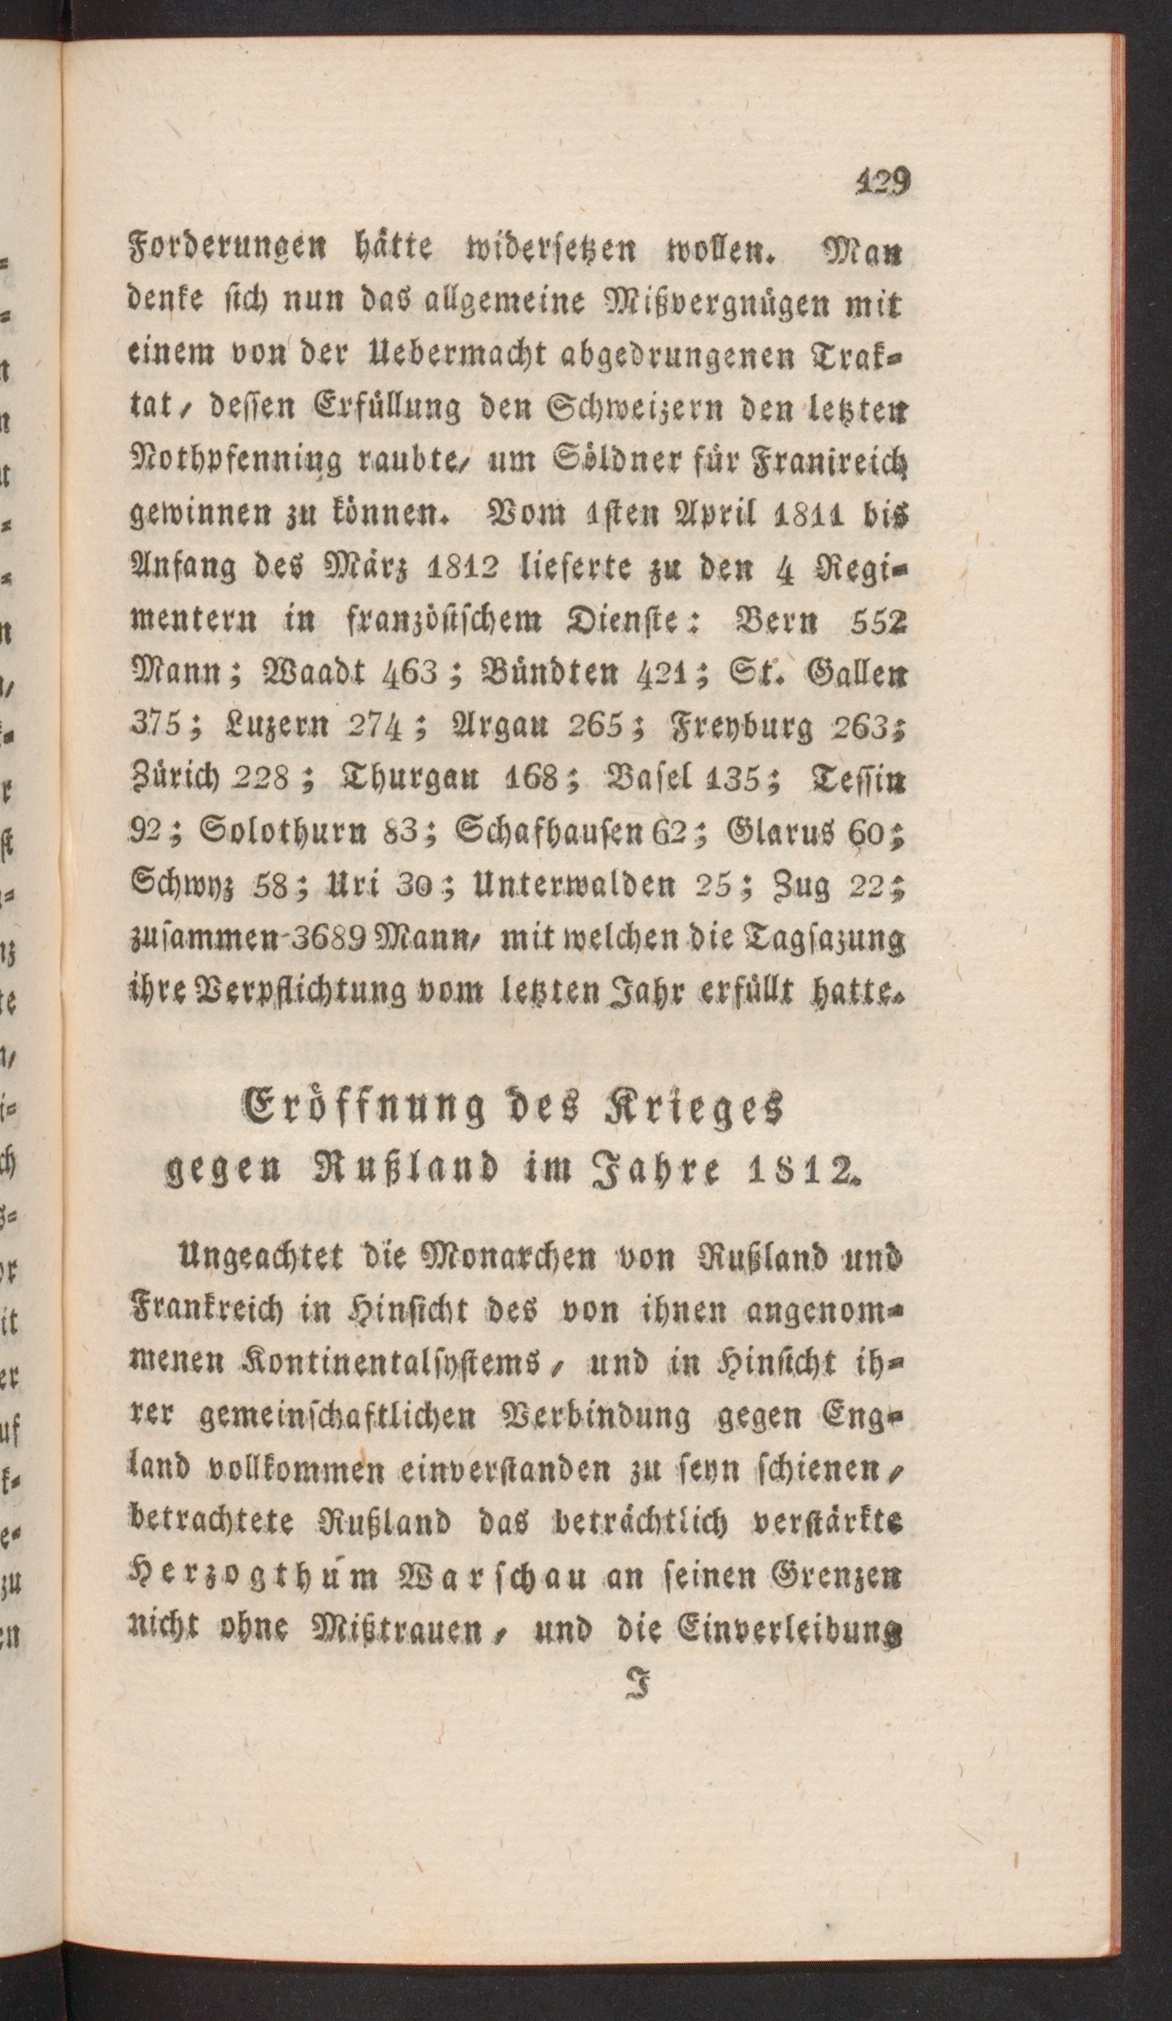 129
Forderungen hätte widersetzen wollen. Man
denke sich nun das allgemeine Mißvergnügen mit
einem von der Uebermacht abgedrungenen Trak-
tat, dessen Erfüllung den Schweizern den letzten
Nothpfenning raubte, um Söldner für Franireich
gewinnen zu können. Vom 1sten April 1811 bis
Anfang des März 1812 lieferte zu den 4 Regi-
mentern in französischem Dienste: Bern 552
Mann; Waadt 463; Bündten 421; St. Gallen
375; Luzern 274; Argau 265; Freyburg 263;
Zürich 228; Thurgau 168; Basel 135; Tessin
92; Solothurn 83; Schafhausen 62; Glarus 60;
Schwyz 58; Uri 30; Unterwalden 25; Zug 22;
zusammen 3689 Mann, mit welchen die Tagsazung
ihre Verpflichtung vom letzten Jahr erfüllt hatte.
Eröffnung des Krieges
gegen Rußland im Jahre 1812.
Ungeachtet die Monarchen von Rußland und
Frankreich in Hinsicht des von ihnen angenom-
menen Kontinentalsystems, und in Hinsicht ih-
rer gemeinschaftlichen Verbindung gegen Eng-
land vollkommen einverstanden zu seyn schienen,
betrachtete Rußland das beträchtlich verstärkte
Herzogthum Warschau an seinen Grenzen
nicht ohne Mißtrauen, und die Einverleibung
J